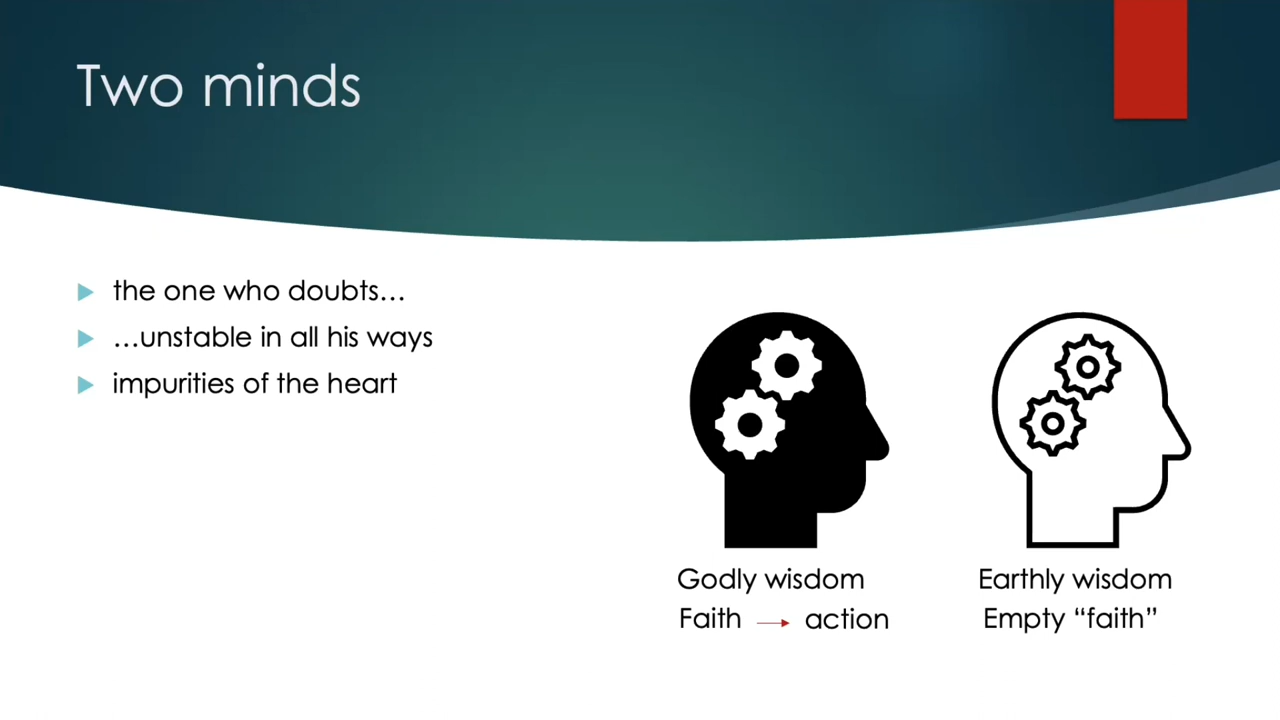 Two minds
the one who doubts…
…unstable in all his ways
impurities of the heart
Godly wisdom
Faith → action
Earthly wisdom
Empty “faith”